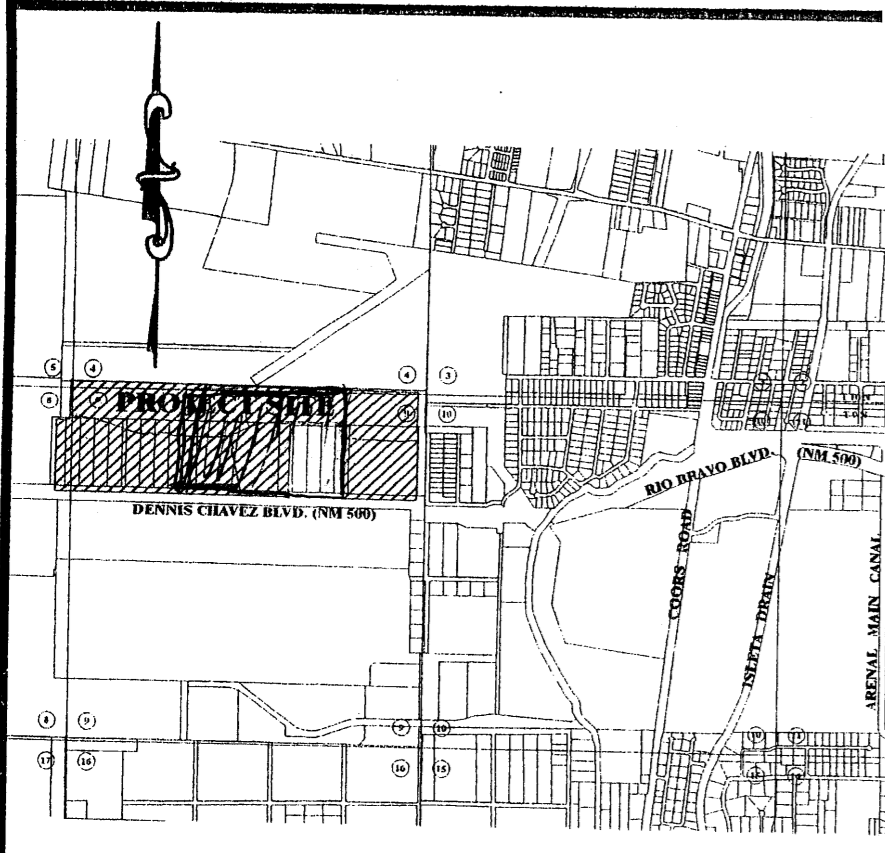 5 4 4 3
PROJECT SITE
8 9 10
DENNIS CHAVEZ BLVD. (NM 500)
RIO BRAVO BLVD. (NM 500)
COORS ROAD
ISLETA DRAIN
ARENAL MAIN CANAL
8 9 9 10 10 11
17 16 16 15